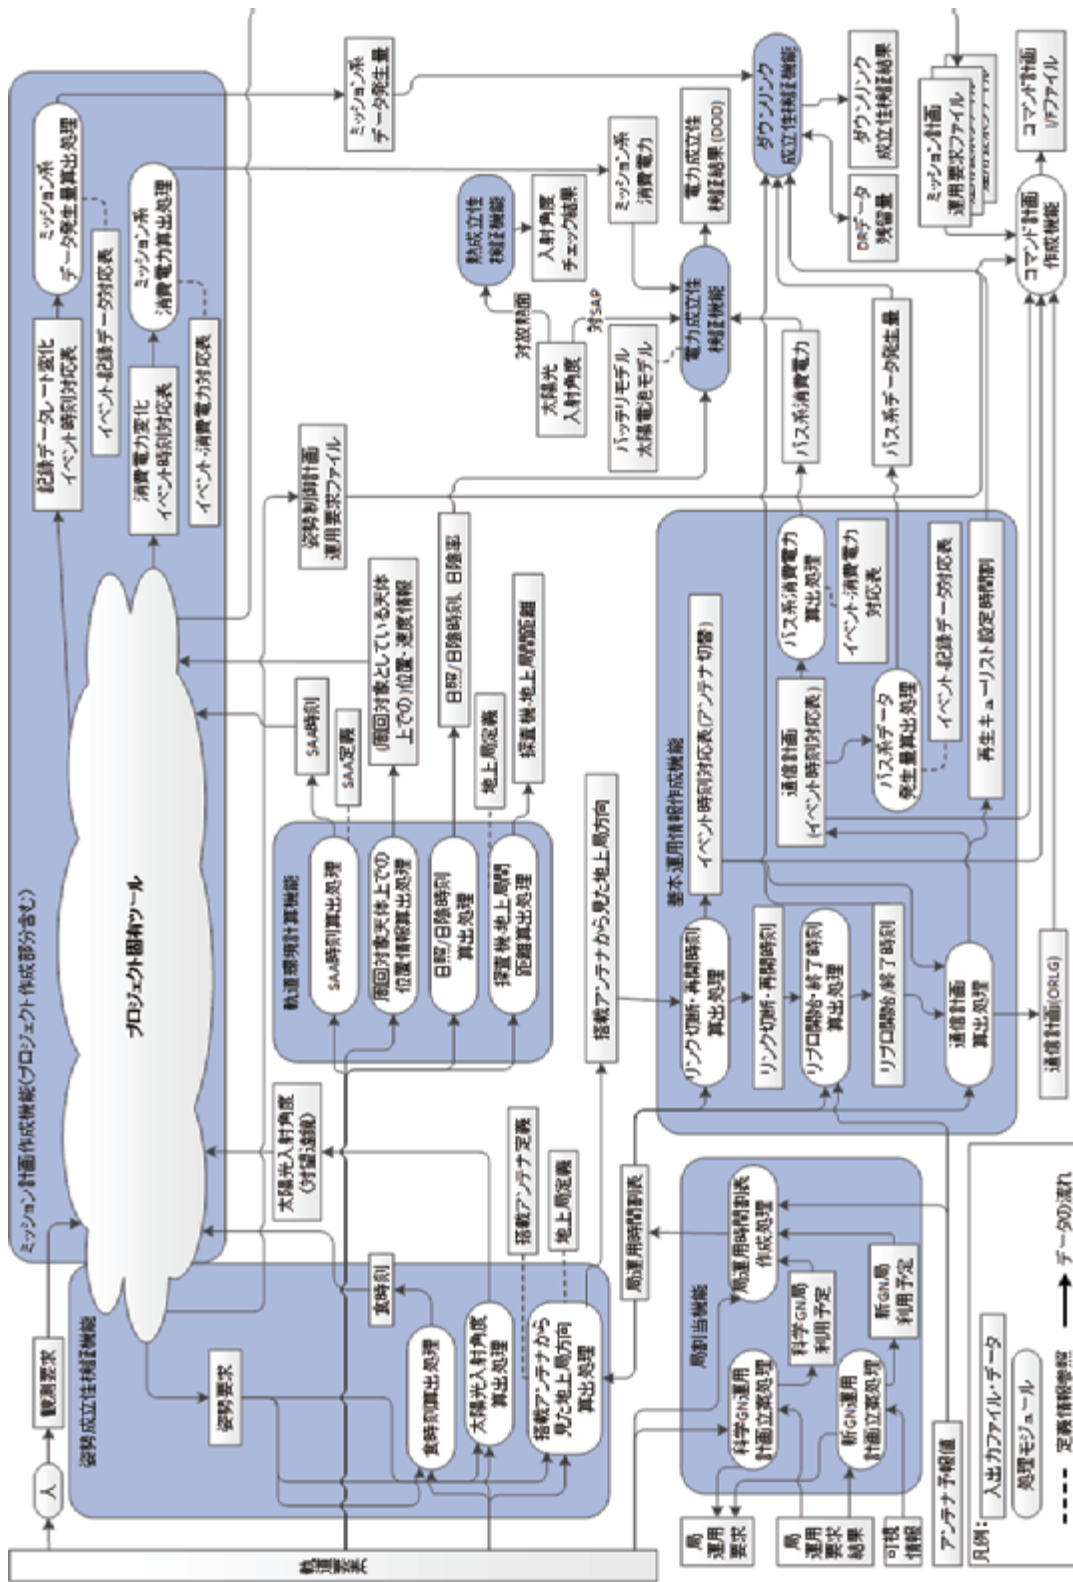 ミッション計画作成機能(プロジェクト作成部分含む)
プロジェクト固有ツール
記録データレート変化
イベント時刻対応表
ミッション系
データ発生量算出処理
イベント-記録データ対応表
消費電力変化
イベント時刻対応表
ミッション系
消費電力算出処理
イベント-消費電力対応表
ミッション系
データ発生量
人
観測要求
姿勢成立性検証機能
姿勢要求
食時刻算出処理
食時刻
太陽光入射角度
算出処理
太陽光入射角度
(対望遠鏡)
搭載アンテナから
見た地上局方向
算出処理
搭載アンテナ定義
地上局定義
軌道
要素
軌道環境計算機能
SAA時刻算出処理
SAA時刻
SAA定義
周回対象天体上での
位置情報算出処理
(周回対象としている天体
上での)位置・速度情報
日照/日陰時刻
算出処理
日照/日陰時刻、日陰率
探査機-地上局間
距離算出処理
地上局定義
探査機-地上局間距離
姿勢制御計画
運用要求ファイル
搭載アンテナから見た地上局方向
熱成立性
検証機能
入射角度
チェック結果
対放熱面
太陽光
入射角度
対SAP
バッテリモデル
太陽電池モデル
電力成立性
検証機能
ミッション系
消費電力
電力成立性
検証結果(DOD)
局運用時間割表
局割当機能
局運用時間割表
作成処理
科学GN運用
計画立案処理
科学GN局
利用予定
新GN運用
計画立案処理
新GN局
利用予定
局
運用
要求
局
運用
要求
結果
可視
情報
アンテナ予報値
基本運用情報作成機能
リンク切断・再開時刻
算出処理
イベント時刻対応表(アンテナ切替)
リンク切断・再開時刻
リプロ開始・終了時刻
算出処理
リプロ開始/終了時刻
通信計画
算出処理
通信計画(ORLG)
通信計画
(イベント時刻対応表)
バス系消費電力
算出処理
イベント-消費電力
対応表
バス系データ
発生量算出処理
イベント-記録データ対応表
再生キューリスト設定時間割
バス系消費電力
バス系データ発生量
ダウンリンク
成立性検証機能
DRデータ
残留量
ダウンリンク
成立性検証結果
ミッション計画
運用要求ファイル
コマンド計画
作成機能
コマンド計画
I/Fファイル
凡例:
入出力ファイル・データ
処理モジュール
定義情報参照
データの流れ